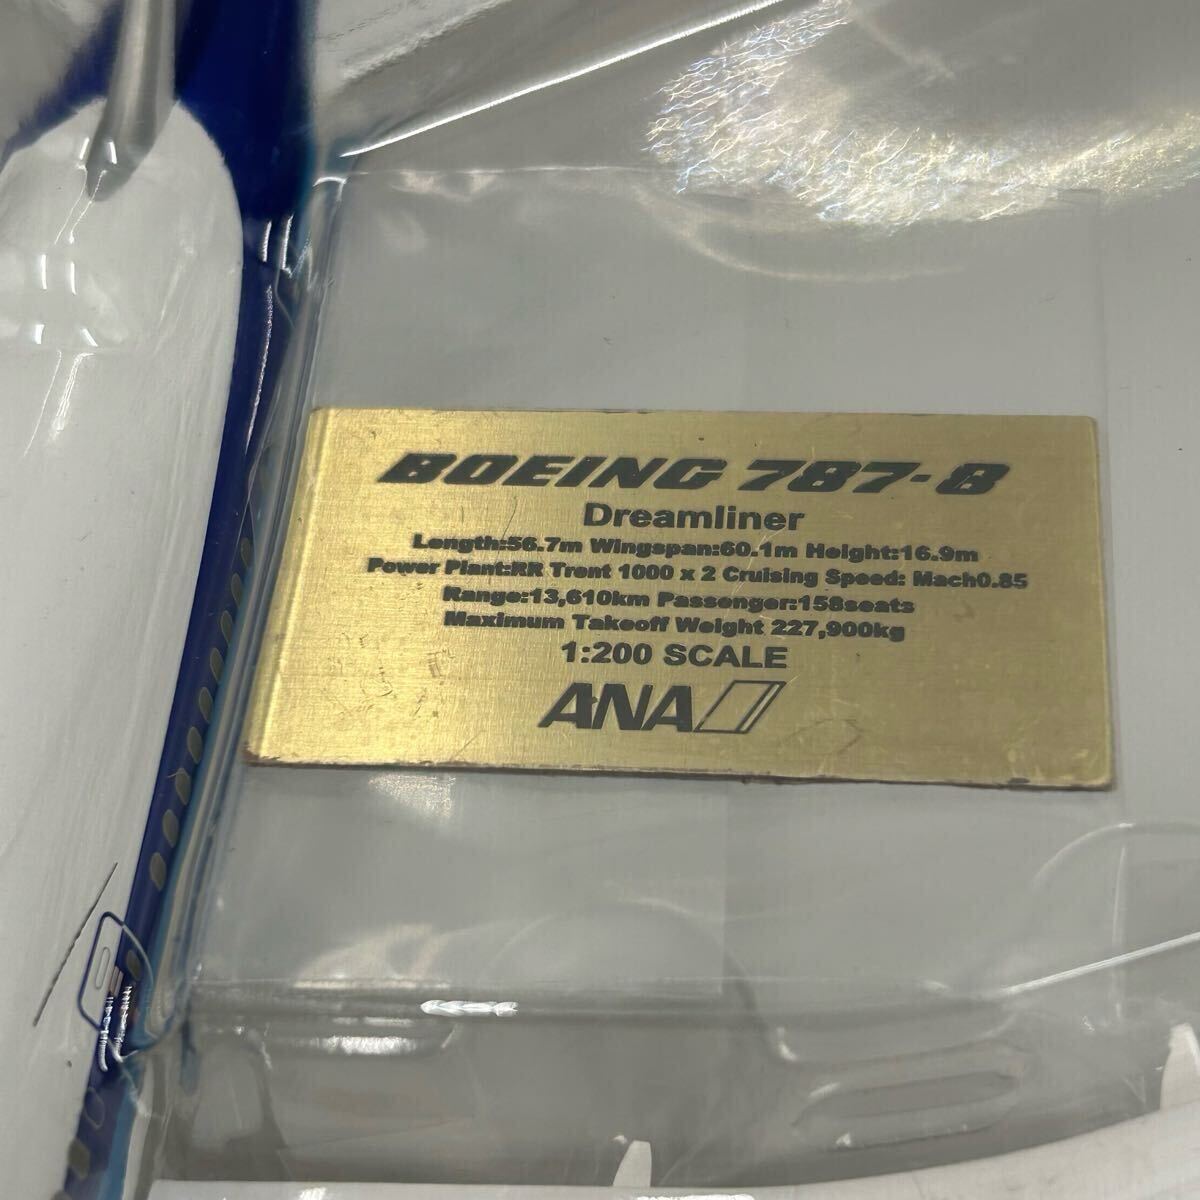 BOEING 787-8
Dreamliner
Length:56.7m Wingspan:60.1m Height:16.9m
Power Plant:RR Trent 1000 x 2 Cruising Speed: Mach0.85
Range:13,610km Passenger:158seats
Maximum Takeoff Weight 227,900kg
1:200 SCALE
ANA